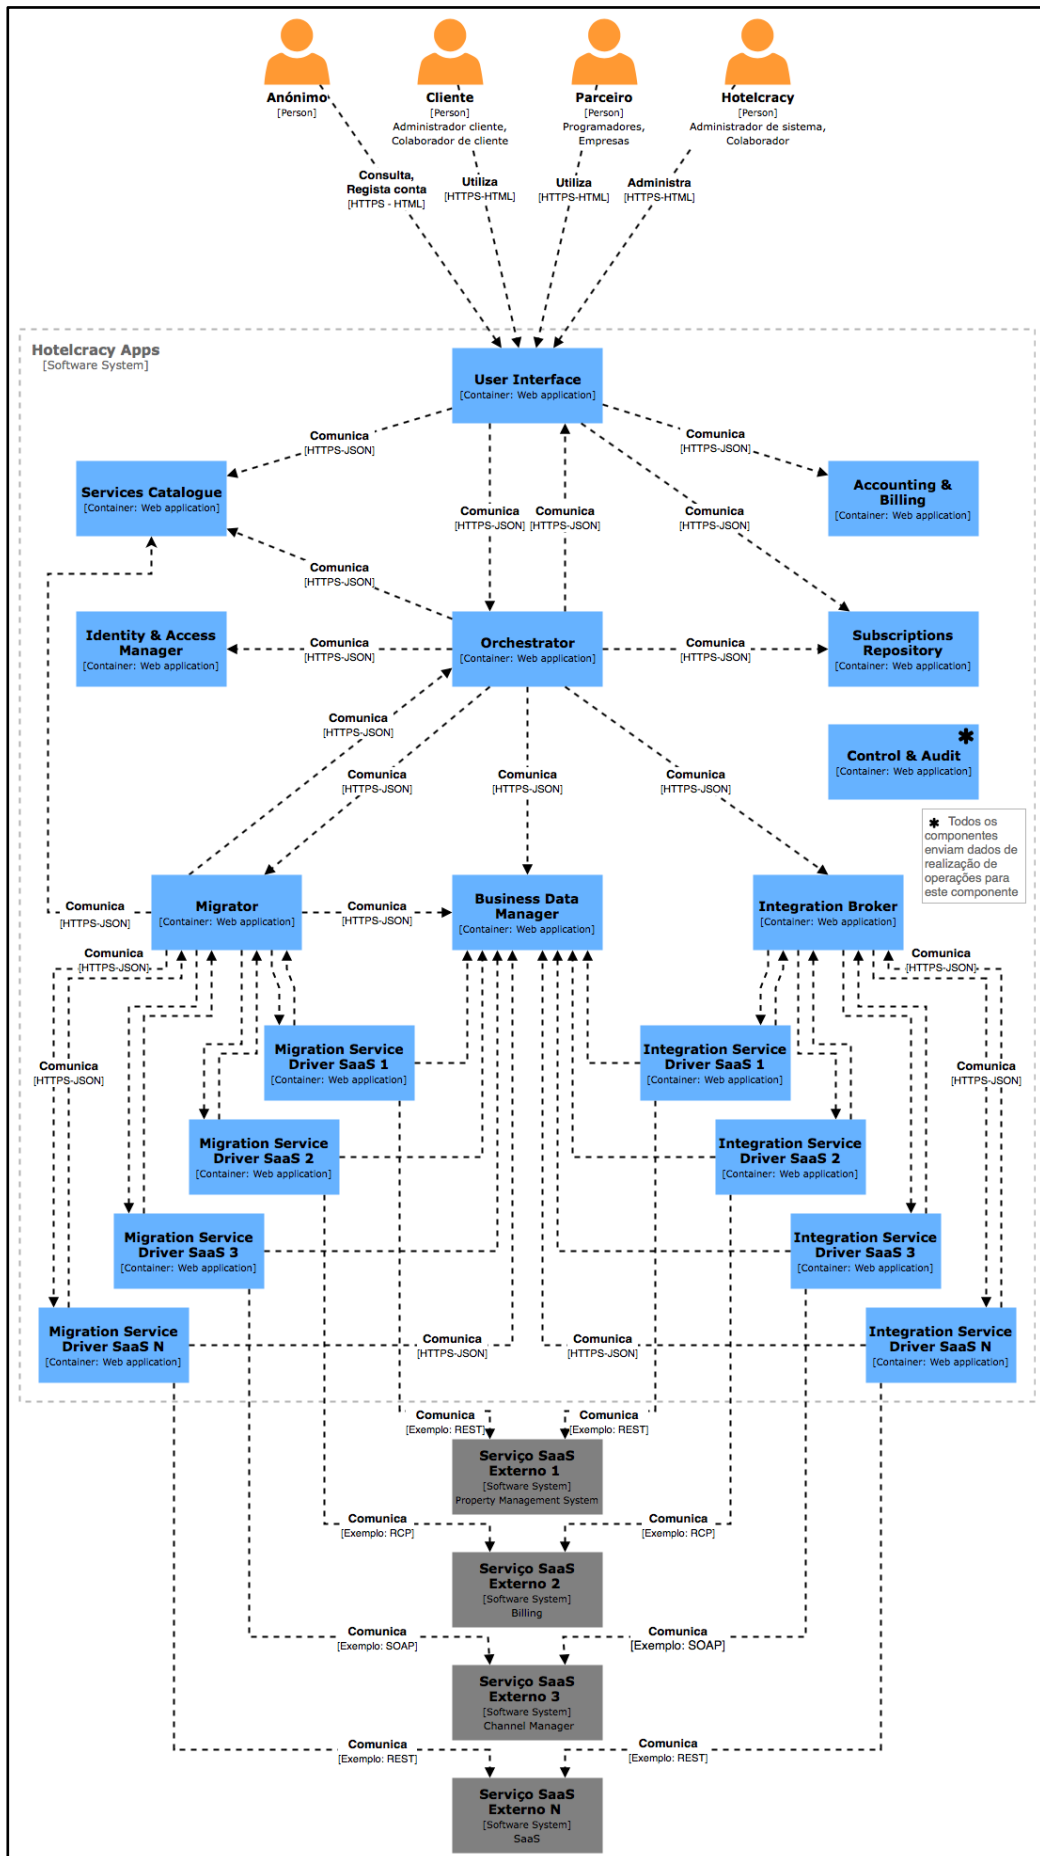 Anónimo
[Person]
Cliente
[Person]
Administrador cliente,
Colaborador de cliente
Parceiro
[Person]
Programadores,
Empresas
Hotelcracy
[Person]
Administrador de sistema,
Colaborador
Consulta,
Regista conta
[HTTPS - HTML]
Utiliza
[HTTPS-HTML]
Utiliza
[HTTPS-HTML]
Administra
[HTTPS-HTML]
Hotelcracy Apps
[Software System]
User Interface
[Container: Web application]
Comunica
[HTTPS-JSON]
Comunica
[HTTPS-JSON]
Services Catalogue
[Container: Web application]
Accounting &
Billing
[Container: Web application]
Comunica
[HTTPS-JSON]
Comunica
[HTTPS-JSON]
Comunica
[HTTPS-JSON]
Comunica
[HTTPS-JSON]
Identity & Access
Manager
[Container: Web application]
Comunica
[HTTPS-JSON]
Orchestrator
[Container: Web application]
Comunica
[HTTPS-JSON]
Subscriptions
Repository
[Container: Web application]
Comunica
[HTTPS-JSON]
Comunica
[HTTPS-JSON]
Comunica
[HTTPS-JSON]
Comunica
[HTTPS-JSON]
Control & Audit
[Container: Web application]
✱
✱ Todos os
componentes
enviam dados de
realização de
operações para
este componente
Comunica
[HTTPS-JSON]
Migrator
[Container: Web application]
Comunica
[HTTPS-JSON]
Business Data
Manager
[Container: Web application]
Integration Broker
[Container: Web application]
Comunica
[HTTPS-JSON]
Comunica
[HTTPS-JSON]
Comunica
[HTTPS-JSON]
Migration Service
Driver SaaS 1
[Container: Web application]
Integration Service
Driver SaaS 1
[Container: Web application]
Comunica
[HTTPS-JSON]
Migration Service
Driver SaaS 2
[Container: Web application]
Integration Service
Driver SaaS 2
[Container: Web application]
Migration Service
Driver SaaS 3
[Container: Web application]
Integration Service
Driver SaaS 3
[Container: Web application]
Migration Service
Driver SaaS N
[Container: Web application]
Comunica
[HTTPS-JSON]
Comunica
[HTTPS-JSON]
Integration Service
Driver SaaS N
[Container: Web application]
Comunica
[Exemplo: REST]
Comunica
[Exemplo: REST]
Serviço SaaS
Externo 1
[Software System]
Property Management System
Comunica
[Exemplo: RCP]
Comunica
[Exemplo: RCP]
Serviço SaaS
Externo 2
[Software System]
Billing
Comunica
[Exemplo: SOAP]
Comunica
[Exemplo: SOAP]
Serviço SaaS
Externo 3
[Software System]
Channel Manager
Comunica
[Exemplo: REST]
Comunica
[Exemplo: REST]
Serviço SaaS
Externo N
[Software System]
SaaS